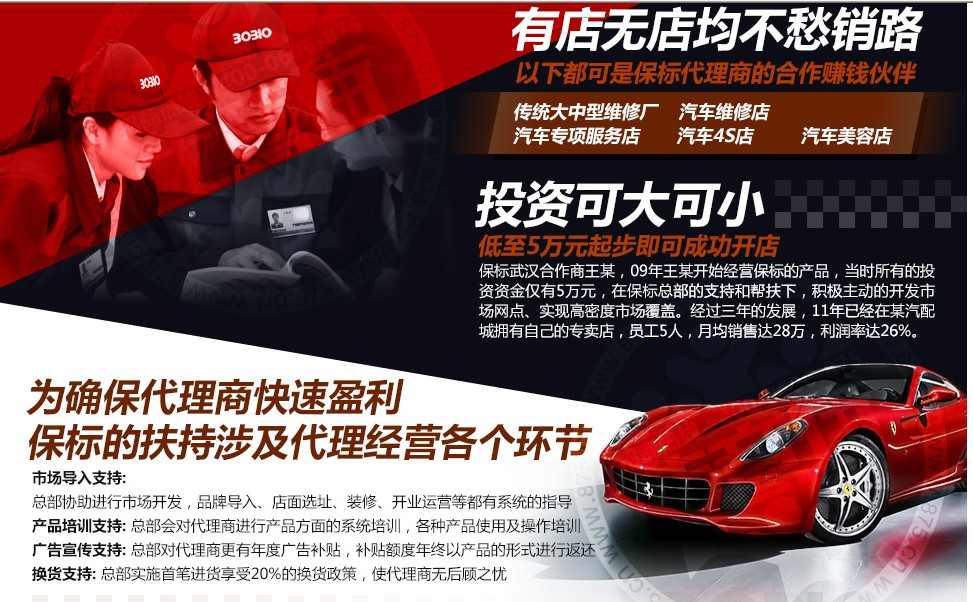 BOBIO
BOBIO
有店无店均不愁销路
以下都可是保标代理商的合作赚钱伙伴
传统大中型维修厂 汽车维修店
汽车专项服务店 汽车4S店 汽车美容店
投资可大可小
低至5万元起步即可成功开店
保标武汉合作商王某，09年王某开始经营保标的产品，当时所有的投
资资金仅有5万元，在保标总部的支持和帮扶下，积极主动的开发市
场网点、实现高密度市场覆盖。经过三年的发展，11年已经在某汽配
城拥有自己的专卖店，员工5人，月均销售达28万，利润率达26%。
为确保代理商快速盈利
保标的扶持涉及代理经营各个环节
市场导入支持:
总部协助进行市场开发，品牌导入、店面选址、装修、开业运营等都有系统的指导
产品培训支持: 总部会对代理商进行产品方面的系统培训，各种产品使用及操作培训
广告宣传支持: 总部对代理商更有年度广告补贴，补贴额度年终以产品的形式进行返还
换货支持: 总部实施首笔进货享受20%的换货政策，使代理商无后顾之忧